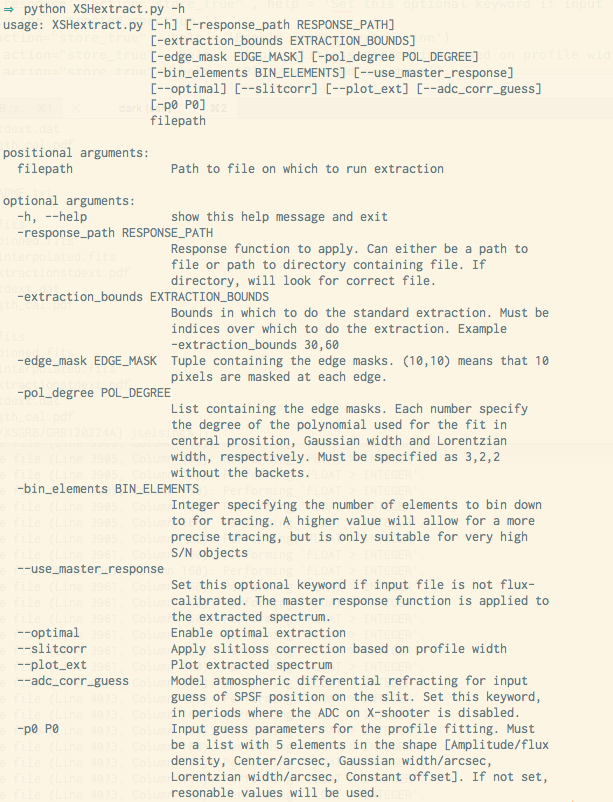 ⇒ python XSHextract.py -h
usage: XSHextract.py [-h] [-response_path RESPONSE_PATH]
[-extraction_bounds EXTRACTION_BOUNDS]
[-edge_mask EDGE_MASK] [-pol_degree POL_DEGREE]
[-bin_elements BIN_ELEMENTS] [--use_master_response]
[--optimal] [--slitcorr] [--plot_ext] [--adc_corr_guess]
[-p0 P0]
filepath
positional arguments:
filepath Path to file on which to run extraction
optional arguments:
-h, --help show this help message and exit
-response_path RESPONSE_PATH
Response function to apply. Can either be a path to
file or path to directory containing file. If
directory, will look for correct file.
-extraction_bounds EXTRACTION_BOUNDS
Bounds in which to do the standard extraction. Must be
indices over which to do the extraction. Example
-extraction_bounds 30,60
-edge_mask EDGE_MASK Tuple containing the edge masks. (10,10) means that 10
pixels are masked at each edge.
-pol_degree POL_DEGREE
List containing the edge masks. Each number specify
the degree of the polynomial used for the fit in
central prosition, Gaussian width and Lorentzian
width, respectively. Must be specified as 3,2,2
without the backets.
-bin_elements BIN_ELEMENTS
Integer specifying the number of elements to bin down
to for tracing. A higher value will allow for a more
precise tracing, but is only suitable for very high
S/N objects
--use_master_response
Set this optional keyword if input file is not flux-
calibrated. The master response function is applied to
the extracted spectrum.
--optimal Enable optimal extraction
--slitcorr Apply slitloss correction based on profile width
--plot_ext Plot extracted spectrum
--adc_corr_guess Model atmospheric differential refracting for input
guess of SPSF position on the slit. Set this keyword,
in periods where the ADC on X-shooter is disabled.
-p0 P0 Input guess parameters for the profile fitting. Must
be a list with 5 elements in the shape [Amplitude/flux
density, Center/arcsec, Gaussian width/arcsec,
Lorentzian width/arcsec, Constant offset]. If not set,
resonable values will be used.